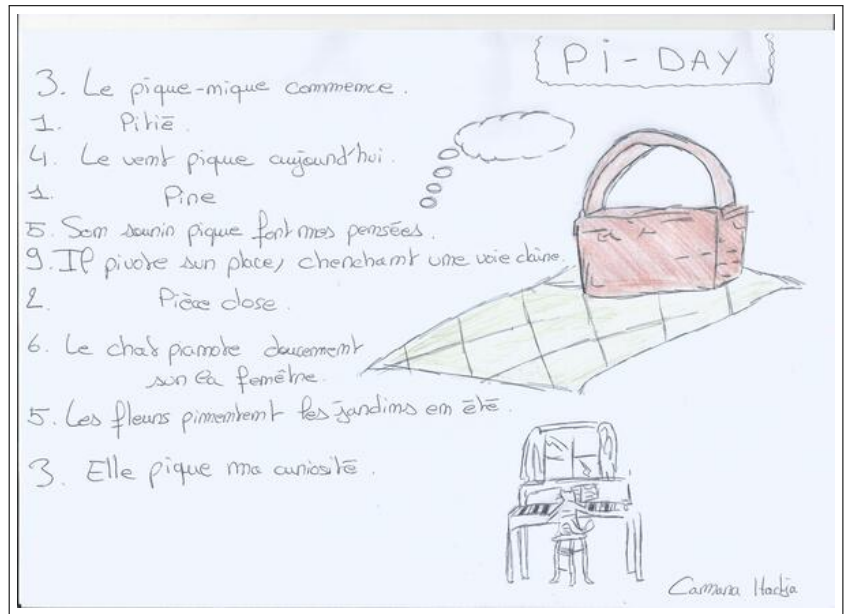 Pi-DAY
3. Le pique-nique commence.
1. Pitié.
4. Le vent pique aujourd'hui.
1. Pire
5. Son sourir pique fort mes pensées.
9. Il pivote sur place, cherchant une voie claire.
2. Pièce close.
6. Le chat pianote doucement
sur la fenêtre.
5. Les fleurs pimentent les jardins en été.
3. Elle pique ma curiosité.
Camara Hadja